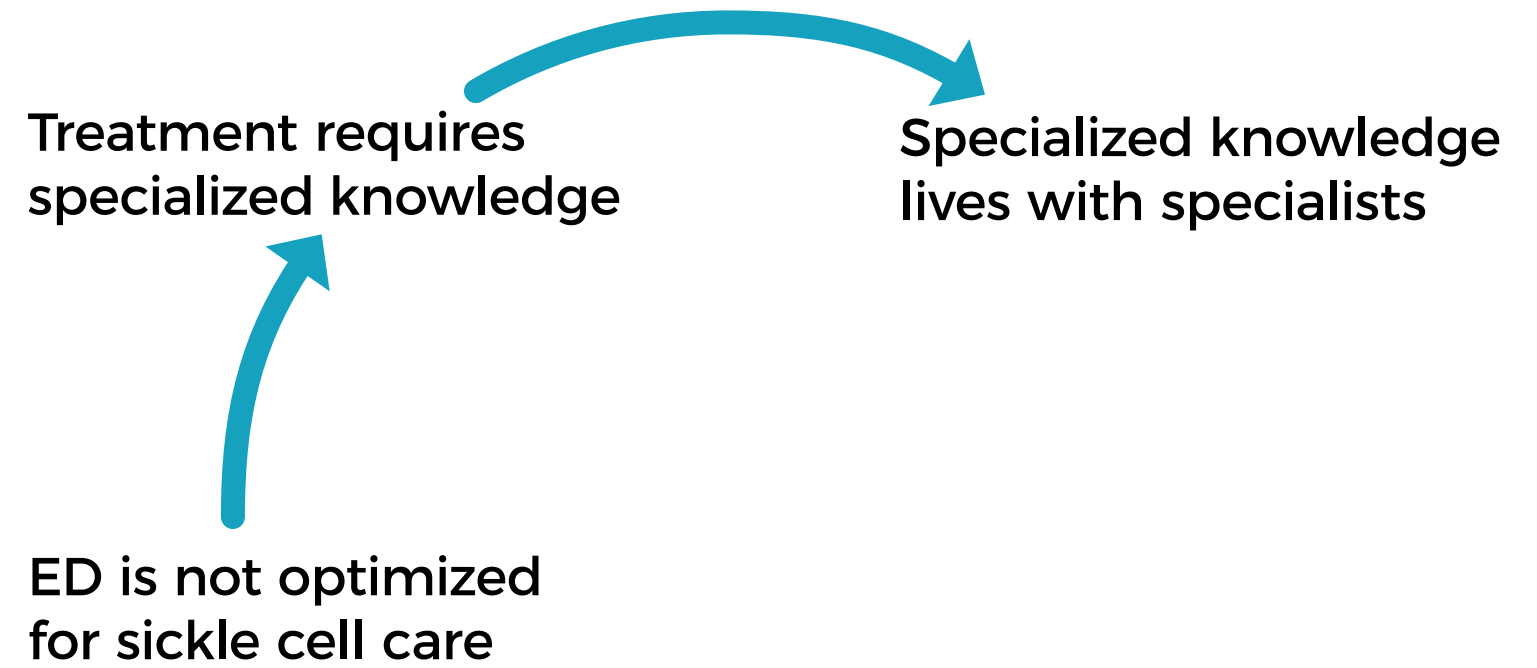 Treatment requires
specialized knowledge
Specialized knowledge
lives with specialists
ED is not optimized
for sickle cell care